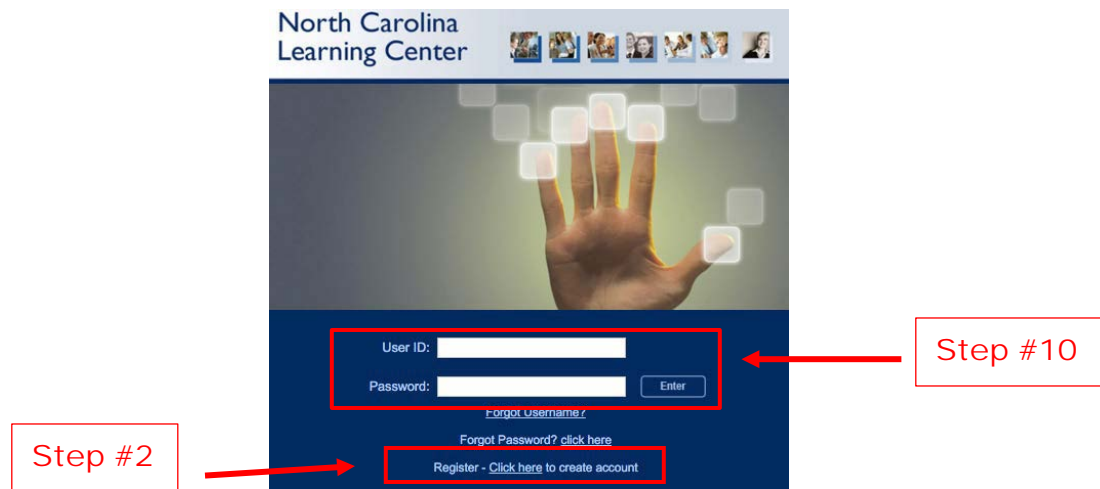 North Carolina
Learning Center
User ID:
Step #10
Password:
Enter
Forgot Username?
Forgot Password? click here
Step #2
Register - Click here to create account